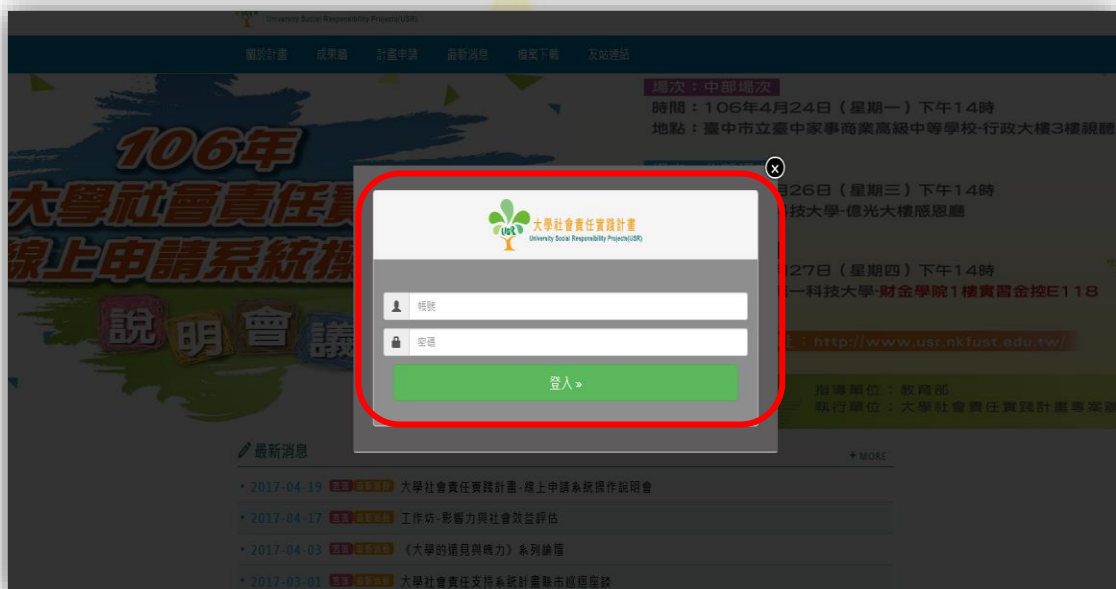 University Social Responsibility Projects(USR)
關於計畫 成果鏈 計畫申請 最新消息 檔案下載 友站連結
場次：中部場次
時間：106年4月24日（星期一）下午14時
地點：臺中市立臺中家事商業高級中等學校-行政大樓3樓視聽
106年
大學社會責任
線上申請系統操
說明會議
月26日（星期三）下午14時
科技大學-億光大樓感恩廳
月27日（星期四）下午14時
一科技大學-財金學院1樓實習金控E118
：http://www.usr.nkfust.edu.tw/
指導單位：教育部
執行單位：大學社會責任實踐計畫專案辦
x
USR
大學社會責任實踐計畫
University Social Responsibility Projects(USR)
帳號
密碼
登入 »
最新消息
+ MORE
2017-04-19 大學社會責任實踐計畫-線上申請系統操作說明會
2017-04-17 工作坊-影響力與社會效益評估
2017-04-03 《大學的遠見與魄力》系列論壇
2017-03-01 大學社會責任支持系統計畫縣市巡迴座談